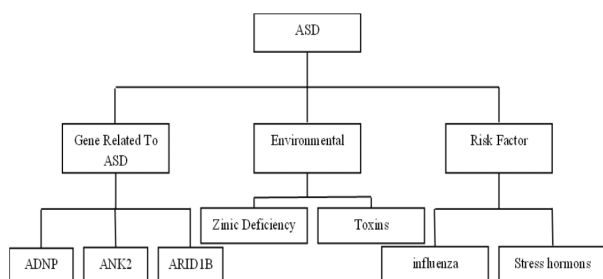 ASD
Gene Related To
ASD
Environmental
Risk Factor
Zinic Deficiency
Toxins
ADNP
ANK2
ARID1B
influenza
Stress hormons